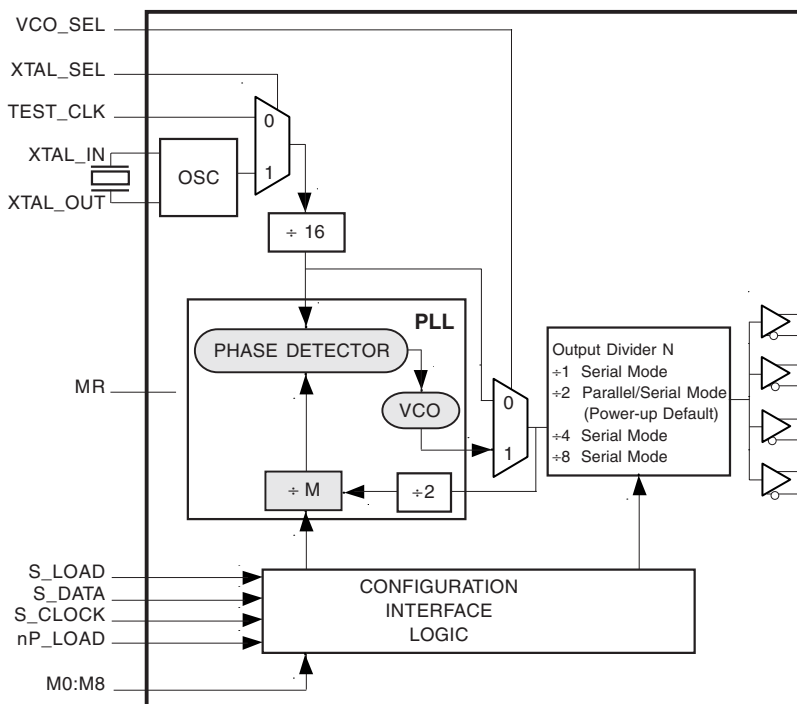 VCO_SEL
XTAL_SEL
TEST_CLK
0
XTAL_IN
OSC
1
XTAL_OUT
÷ 16
PLL
PHASE DETECTOR
MR
VCO
0
1
Output Divider N
÷1 Serial Mode
÷2 Parallel/Serial Mode
(Power-up Default)
÷4 Serial Mode
÷8 Serial Mode
÷ M
÷2
S_LOAD
S_DATA
S_CLOCK
nP_LOAD
CONFIGURATION
INTERFACE
LOGIC
M0:M8